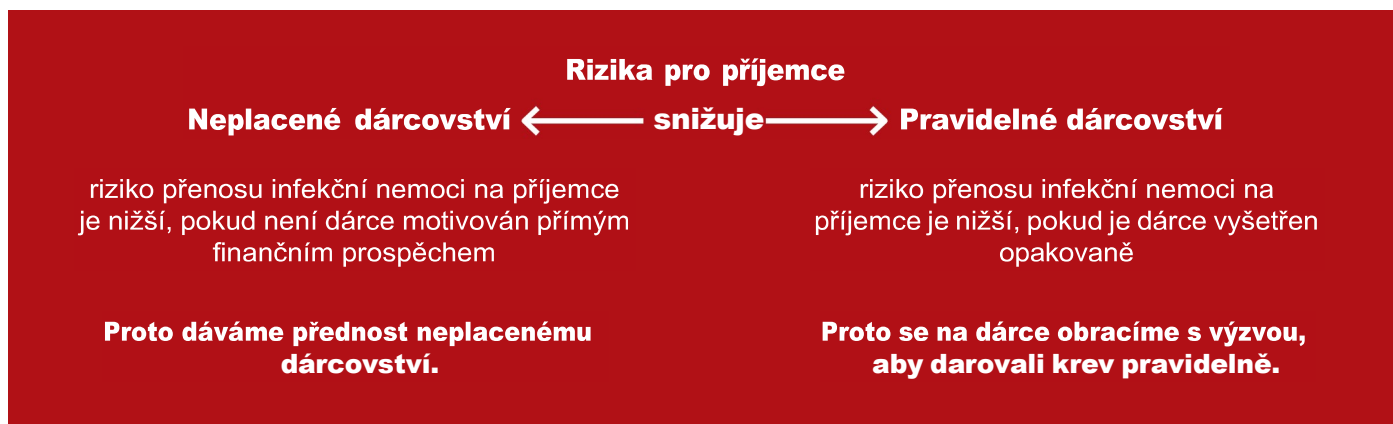 Rizika pro příjemce
Neplacené dárcovství snižuje Pravidelné dárcovství
riziko přenosu infekční nemoci na příjemce
je nižší, pokud není dárce motivován přímým
finančním prospěchem
riziko přenosu infekční nemoci na
příjemce je nižší, pokud je dárce vyšetřen
opakovaně
Proto dáváme přednost neplacenému
dárcovství.
Proto se na dárce obracíme s výzvou,
aby darovali krev pravidelně.